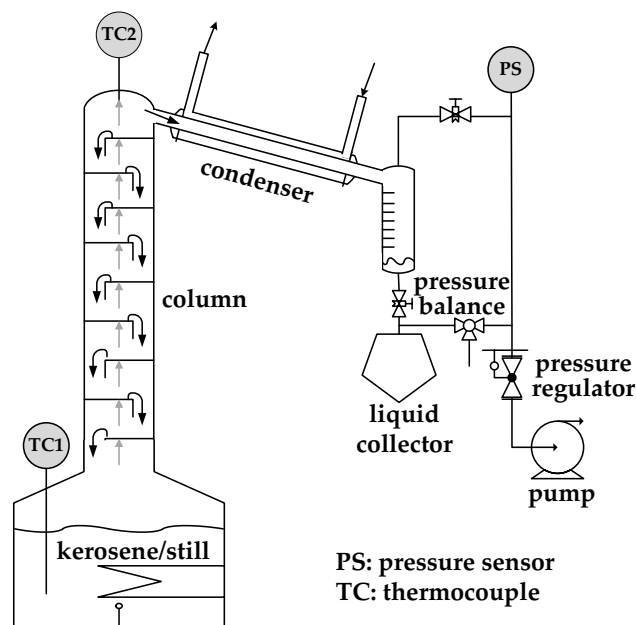 TC2
PS
condenser
pressure
balance
column
pressure
regulator
liquid
collector
TC1
pump
kerosene/still
PS: pressure sensor
TC: thermocouple